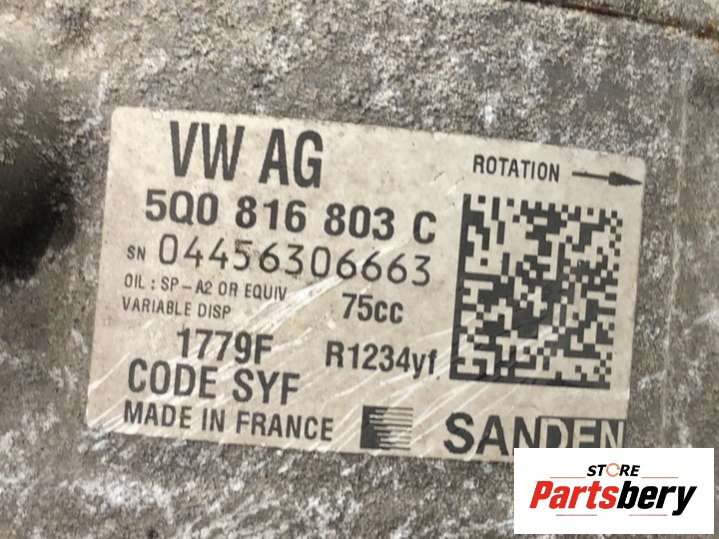 VW AG
ROTATION
5Q0 816 803 C
SN 04456306663
OIL : SP-A2 OR EQUIV 75cc
VARIABLE DISP
1779F R1234yf
CODE SYF
MADE IN FRANCE SANDEN
STORE
Partsbery